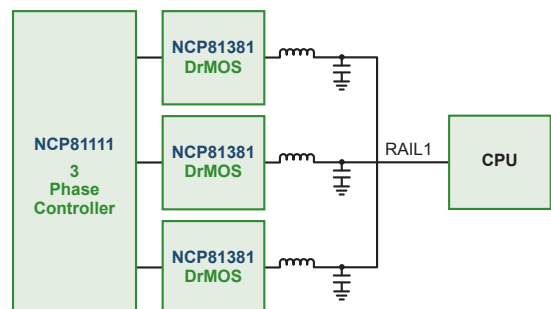 NCP81111
3
Phase
Controller
NCP81381
DrMOS
NCP81381
DrMOS
NCP81381
DrMOS
RAIL1
CPU